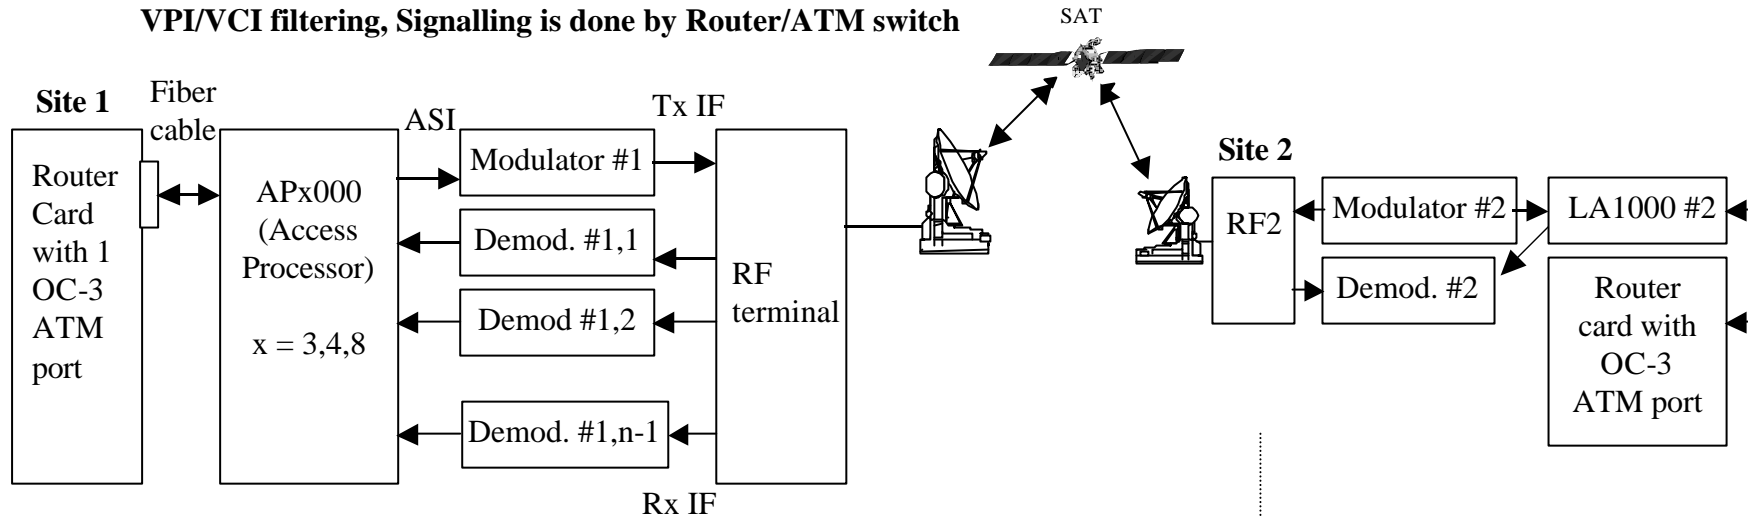 VPI/VCI filtering, Signalling is done by Router/ATM switch
SAT
Site 1
Fiber
cable
ASI
Tx IF
Router
Card
with 1
OC-3
ATM
port
APx000
(Access
Processor)
x = 3,4,8
Modulator #1
Demod. #1,1
Demod #1,2
Demod. #1,n-1
RF
terminal
Rx IF
Site 2
RF2
Modulator #2
Demod. #2
LA1000 #2
Router
card with
OC-3
ATM port